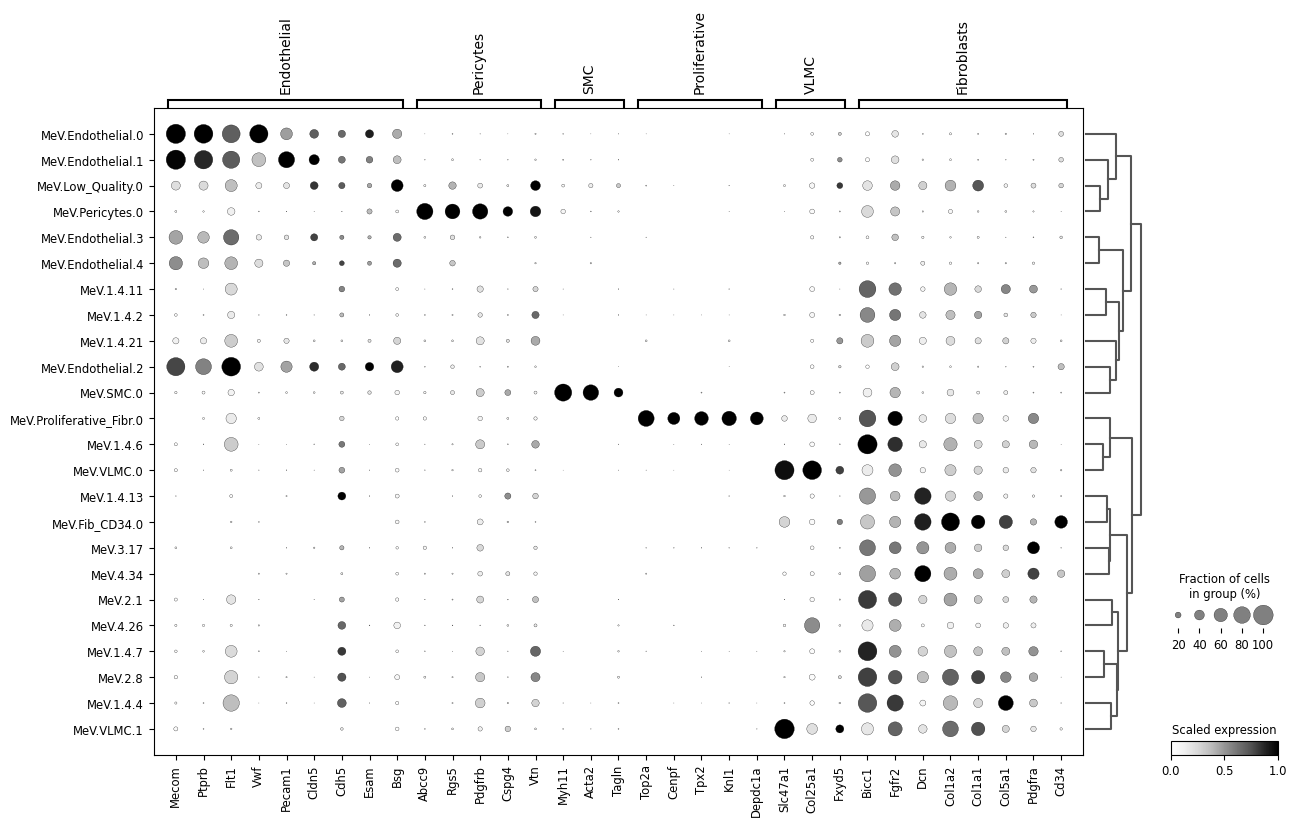 Endothelial
Pericytes
SMC
Proliferative
VLMC
Fibroblasts
MeV.Endothelial.0
MeV.Endothelial.1
MeV.Low_Quality.0
MeV.Pericytes.0
MeV.Endothelial.3
MeV.Endothelial.4
MeV.1.4.11
MeV.1.4.2
MeV.1.4.21
MeV.Endothelial.2
MeV.SMC.0
MeV.Proliferative_Fibr.0
MeV.1.4.6
MeV.VLMC.0
MeV.1.4.13
MeV.Fib_CD34.0
MeV.3.17
MeV.4.34
MeV.2.1
MeV.4.26
MeV.1.4.7
MeV.2.8
MeV.1.4.4
MeV.VLMC.1
Mecom
Ptprb
Flt1
Vwf
Pecam1
Cldn5
Cdh5
Esam
Bsg
Abcc9
Rgs5
Pdgfrb
Cspg4
Vtn
Myh11
Acta2
Tagln
Top2a
Cenpf
Tpx2
Knl1
Depdc1a
Slc47a1
Col25a1
Fxyd5
Bicc1
Fgfr2
Dcn
Col1a2
Col1a1
Col5a1
Pdgfra
Cd34
Fraction of cells
in group (%)
20 40 60 80 100
Scaled expression
0.0 0.5 1.0